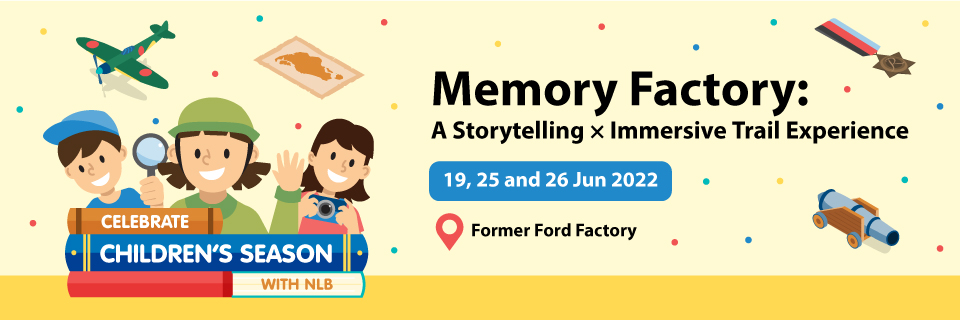 Memory Factory:
A Storytelling × Immersive Trail Experience
19, 25 and 26 Jun 2022
Former Ford Factory
CELEBRATE
CHILDREN'S SEASON
WITH NLB